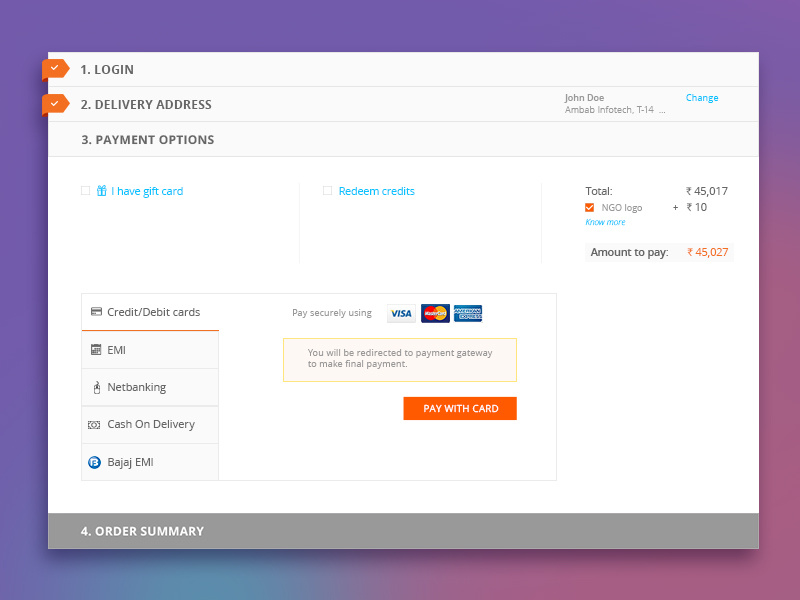 1. LOGIN
2. DELIVERY ADDRESS
John Doe
Change
Ambab Infotech, T-14 ...
3. PAYMENT OPTIONS
I have gift card
Redeem credits
Total: ₹ 45,017
NGO logo + ₹ 10
Know more
Amount to pay: ₹ 45,027
Credit/Debit cards
EMI
Netbanking
Cash On Delivery
Bajaj EMI
Pay securely using VISA MasterCard AMERICAN EXPRESS
You will be redirected to payment gateway
to make final payment.
PAY WITH CARD
4. ORDER SUMMARY